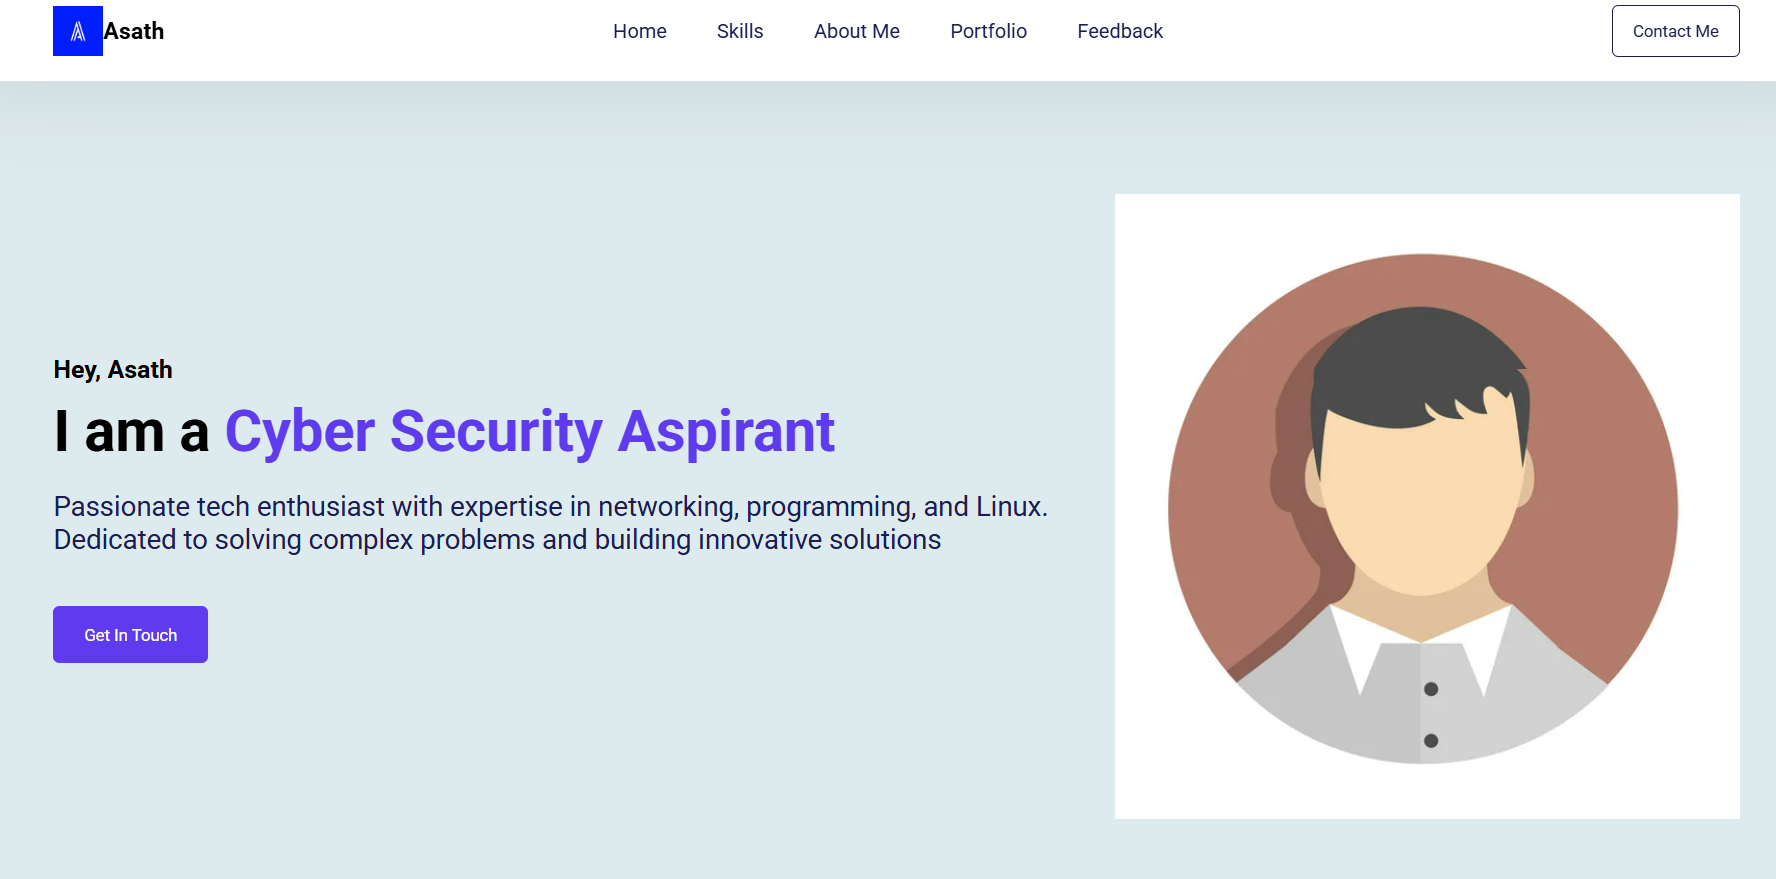 Asath
Home Skills About Me Portfolio Feedback
Contact Me
Hey, Asath
I am a Cyber Security Aspirant
Passionate tech enthusiast with expertise in networking, programming, and Linux.
Dedicated to solving complex problems and building innovative solutions
Get In Touch